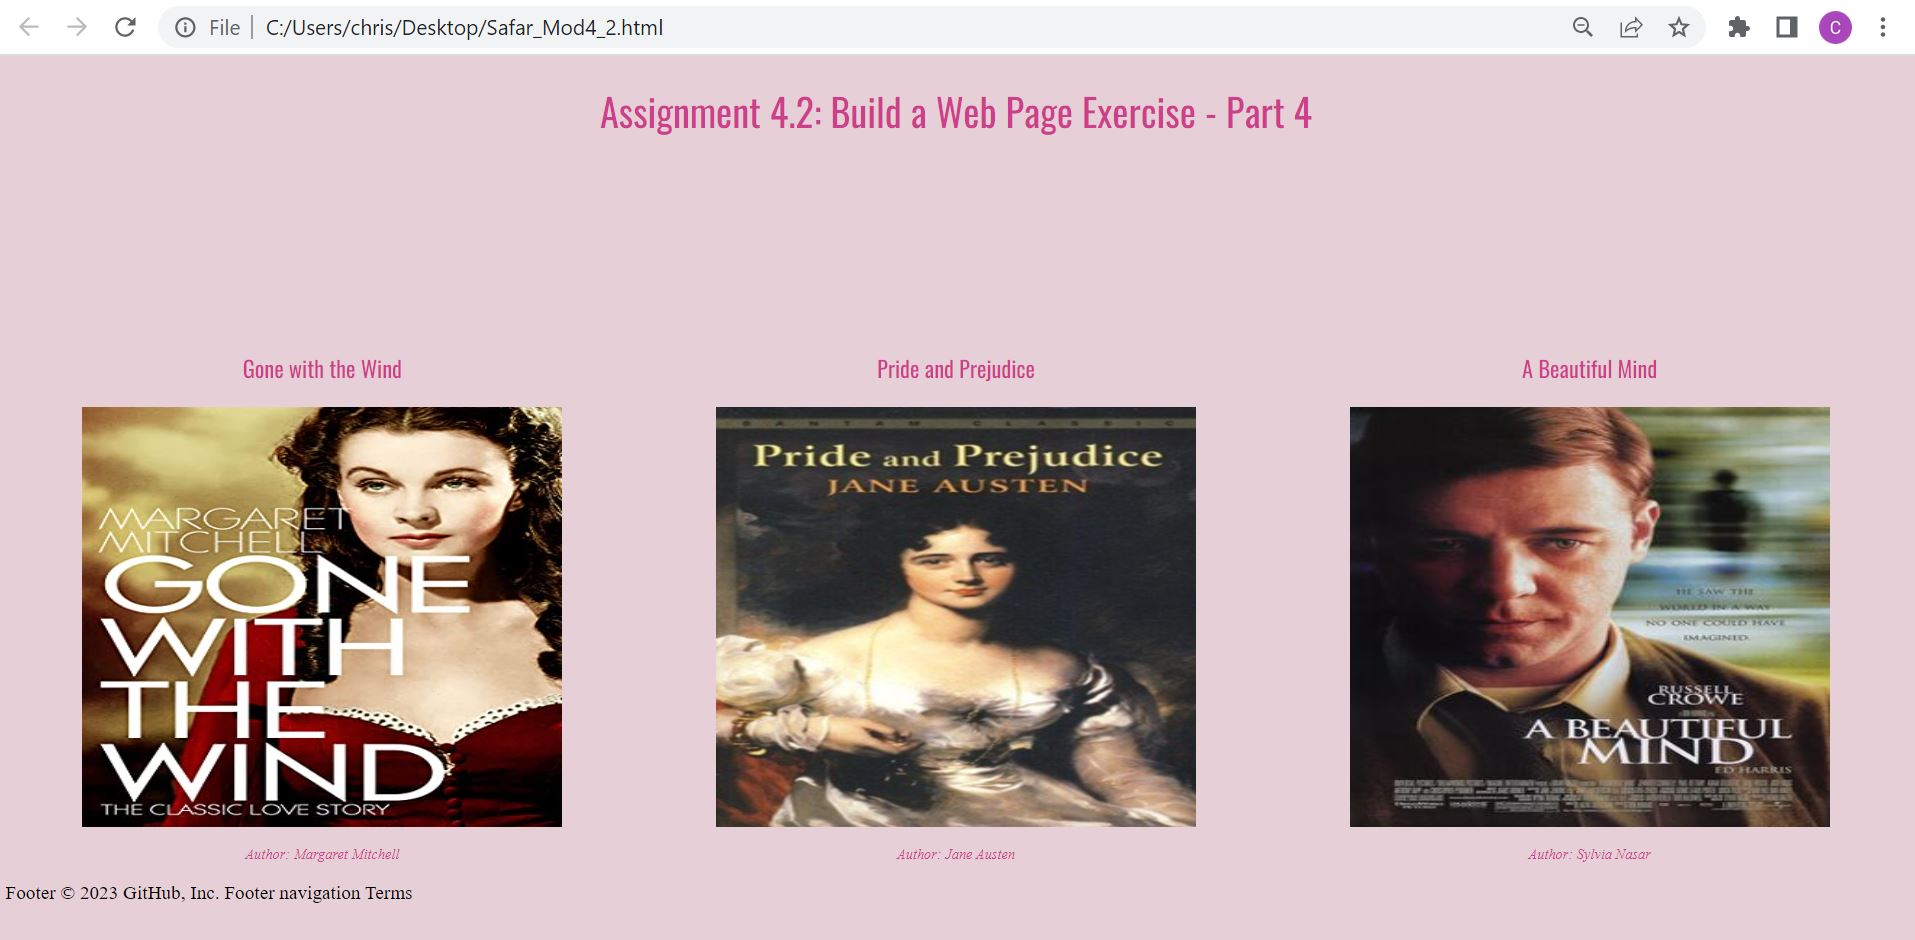 File
C:/Users/chris/Desktop/Safar_Mod4_2.html
C
Assignment 4.2: Build a Web Page Exercise - Part 4
Gone with the Wind
Pride and Prejudice
A Beautiful Mind
MARGARET
MITCHELL
GONE
WITH
THE
WIND
THE CLASSIC LOVE STORY
BANTAM CLASSIC
Pride and Prejudice
JANE AUSTEN
HE SAW THE
WORLD IN A WAY
NO ONE COULD HAVE
IMAGINED.
RUSSELL
CROWE
A BEAUTIFUL
MIND
ED HARRIS
Author: Margaret Mitchell
Author: Jane Austen
Author: Sylvia Nasar
Footer © 2023 GitHub, Inc. Footer navigation Terms